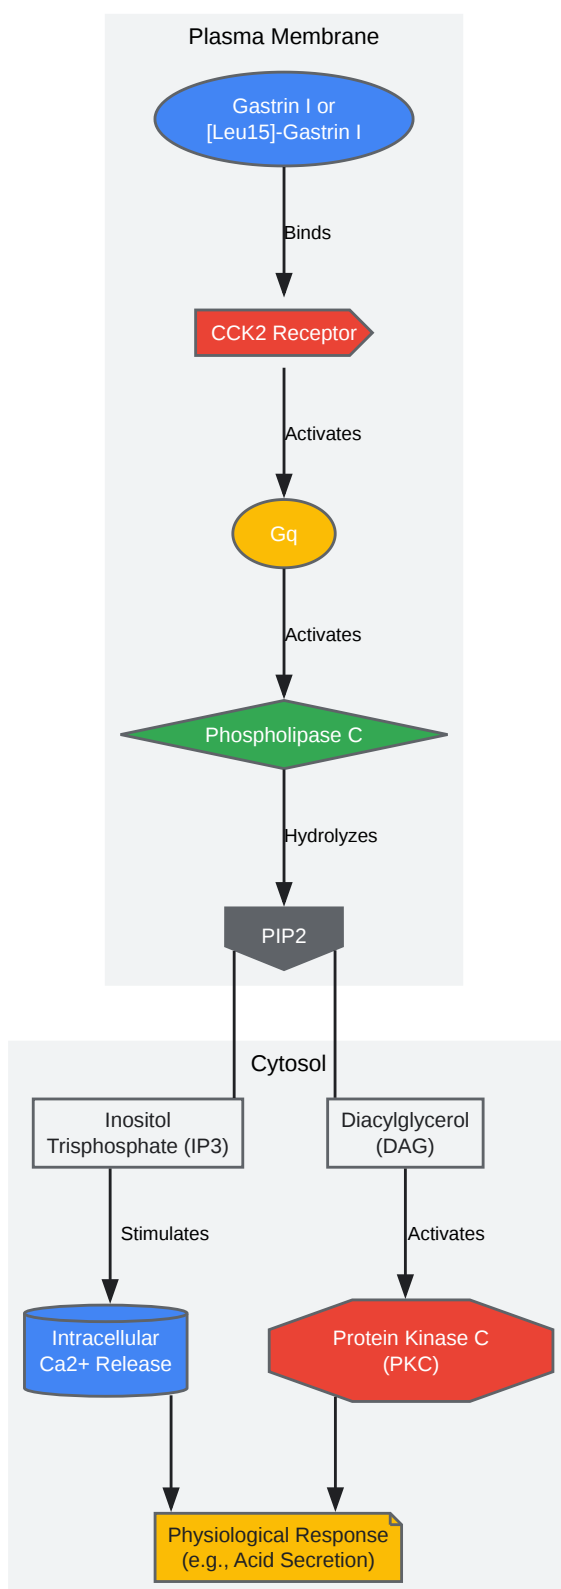 Plasma Membrane
Gastrin I or
[Leu15]-Gastrin I
Binds
CCK2 Receptor
Activates
Gq
Activates
Phospholipase C
Hydrolyzes
PIP2
Cytosol
Inositol
Trisphosphate (IP3)
Diacylglycerol
(DAG)
Stimulates
Activates
Intracellular
Ca2+ Release
Protein Kinase C
(PKC)
Physiological Response
(e.g., Acid Secretion)